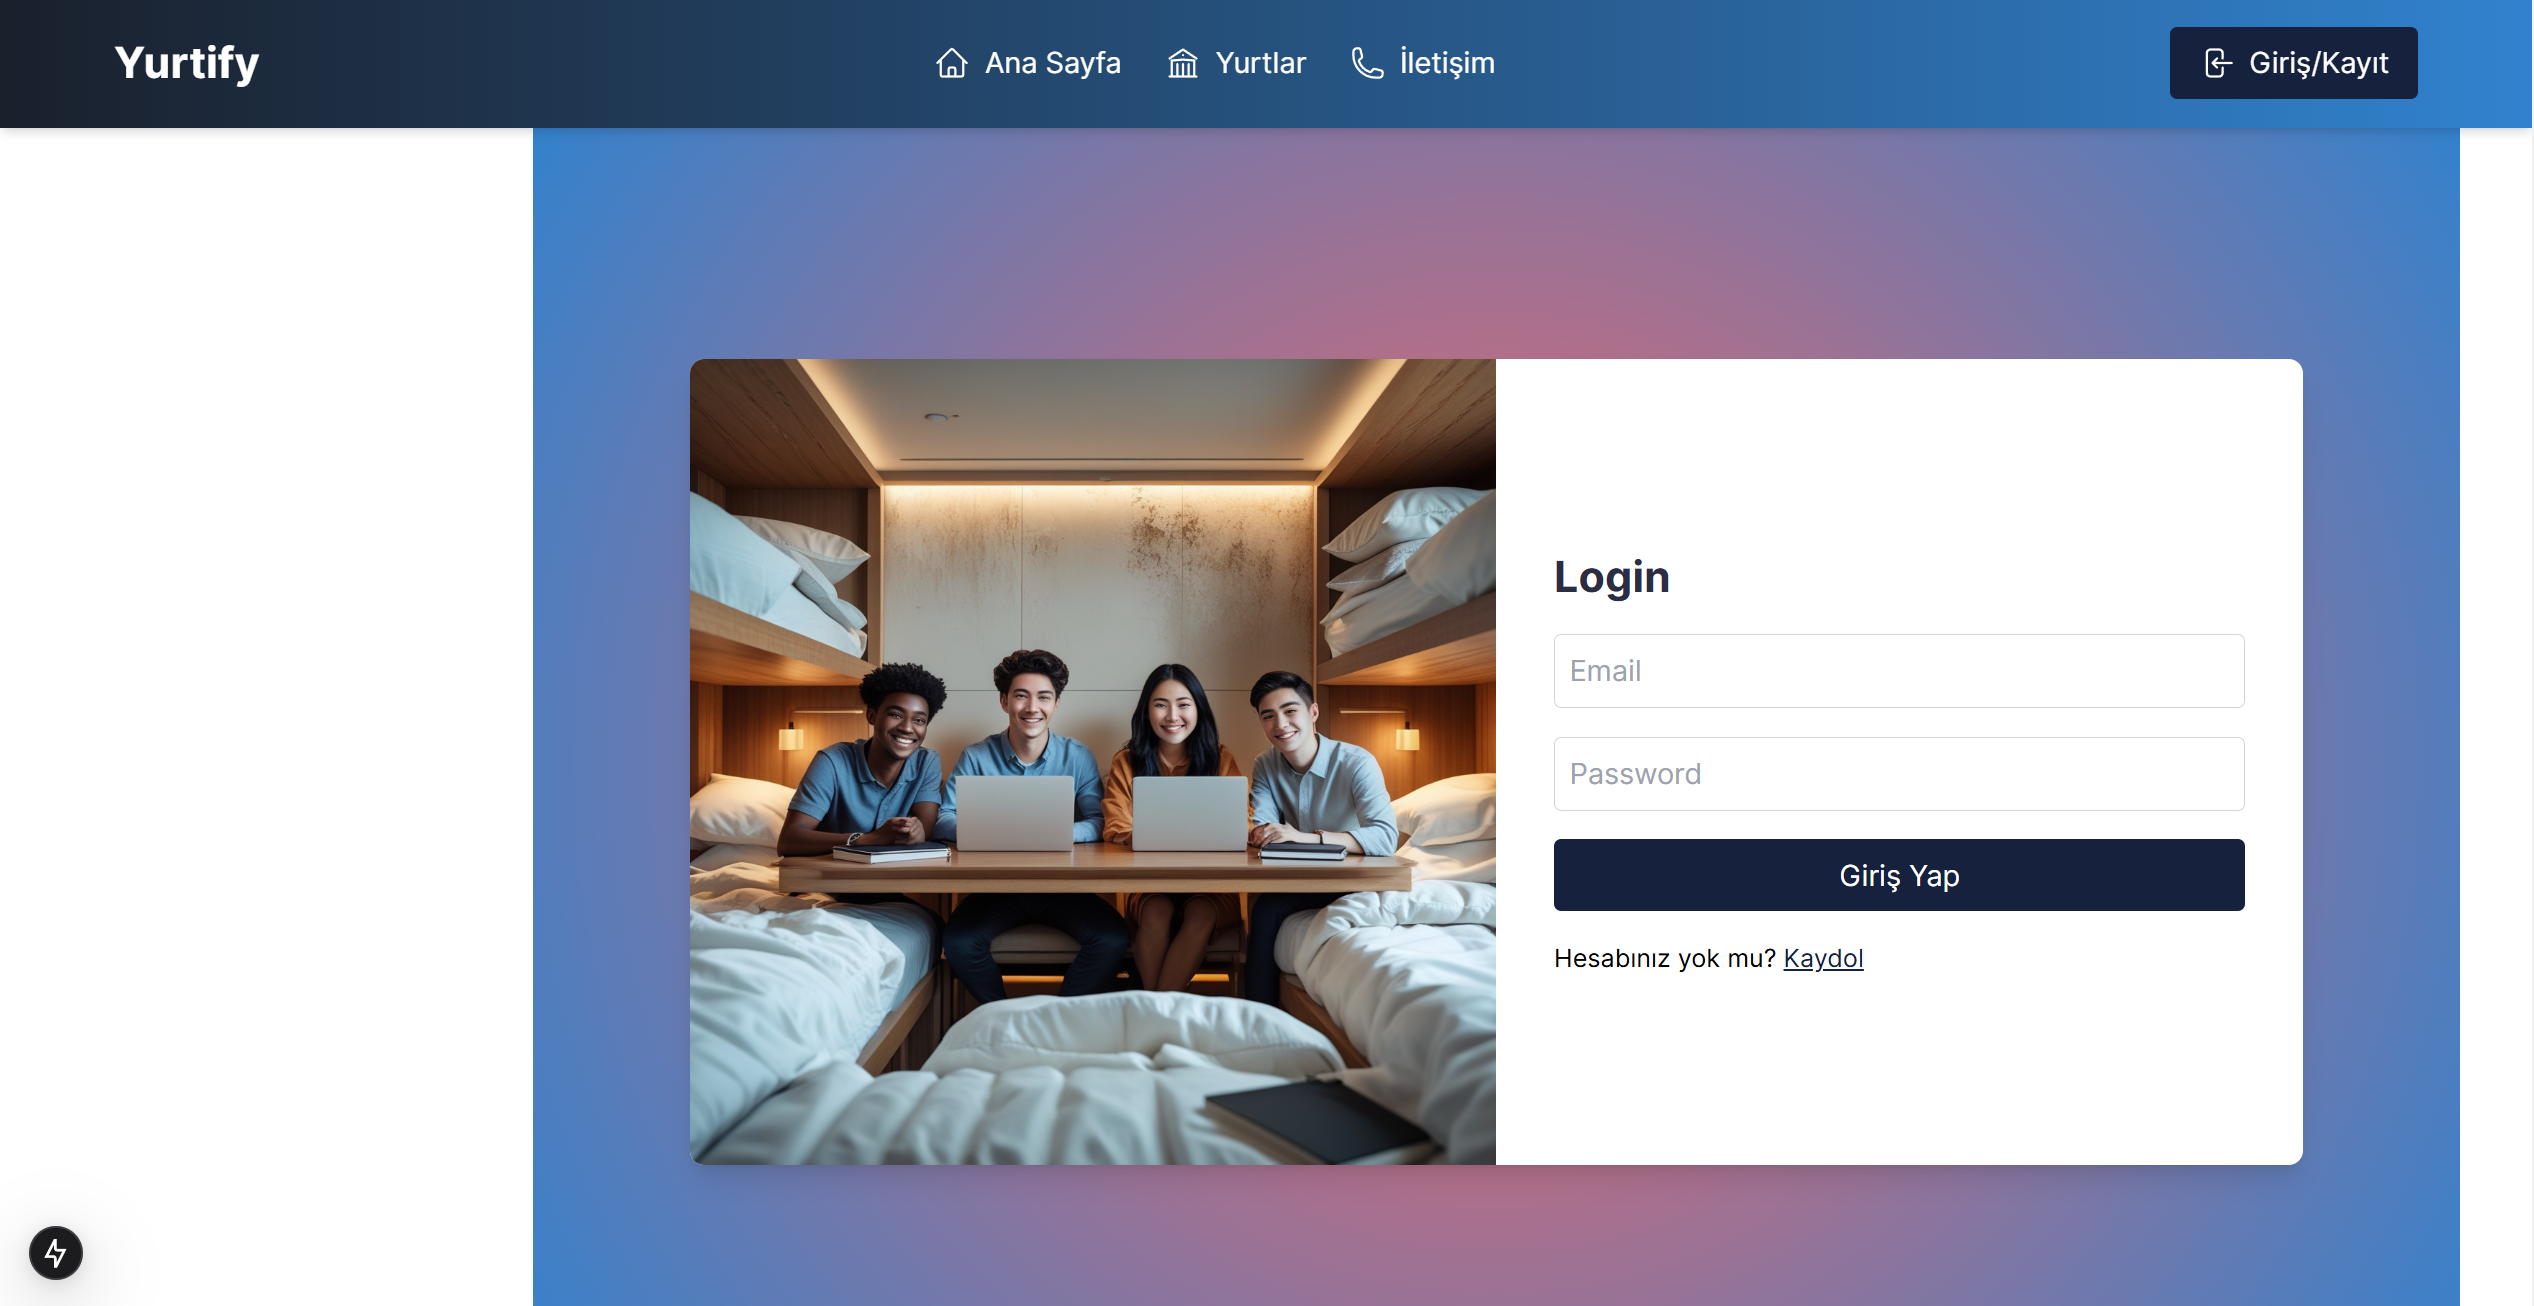 Yurtify
Ana Sayfa
Yurtlar
İletişim
Giriş/Kayıt
Login
Email
Password
Giriş Yap
Hesabınız yok mu? Kaydol